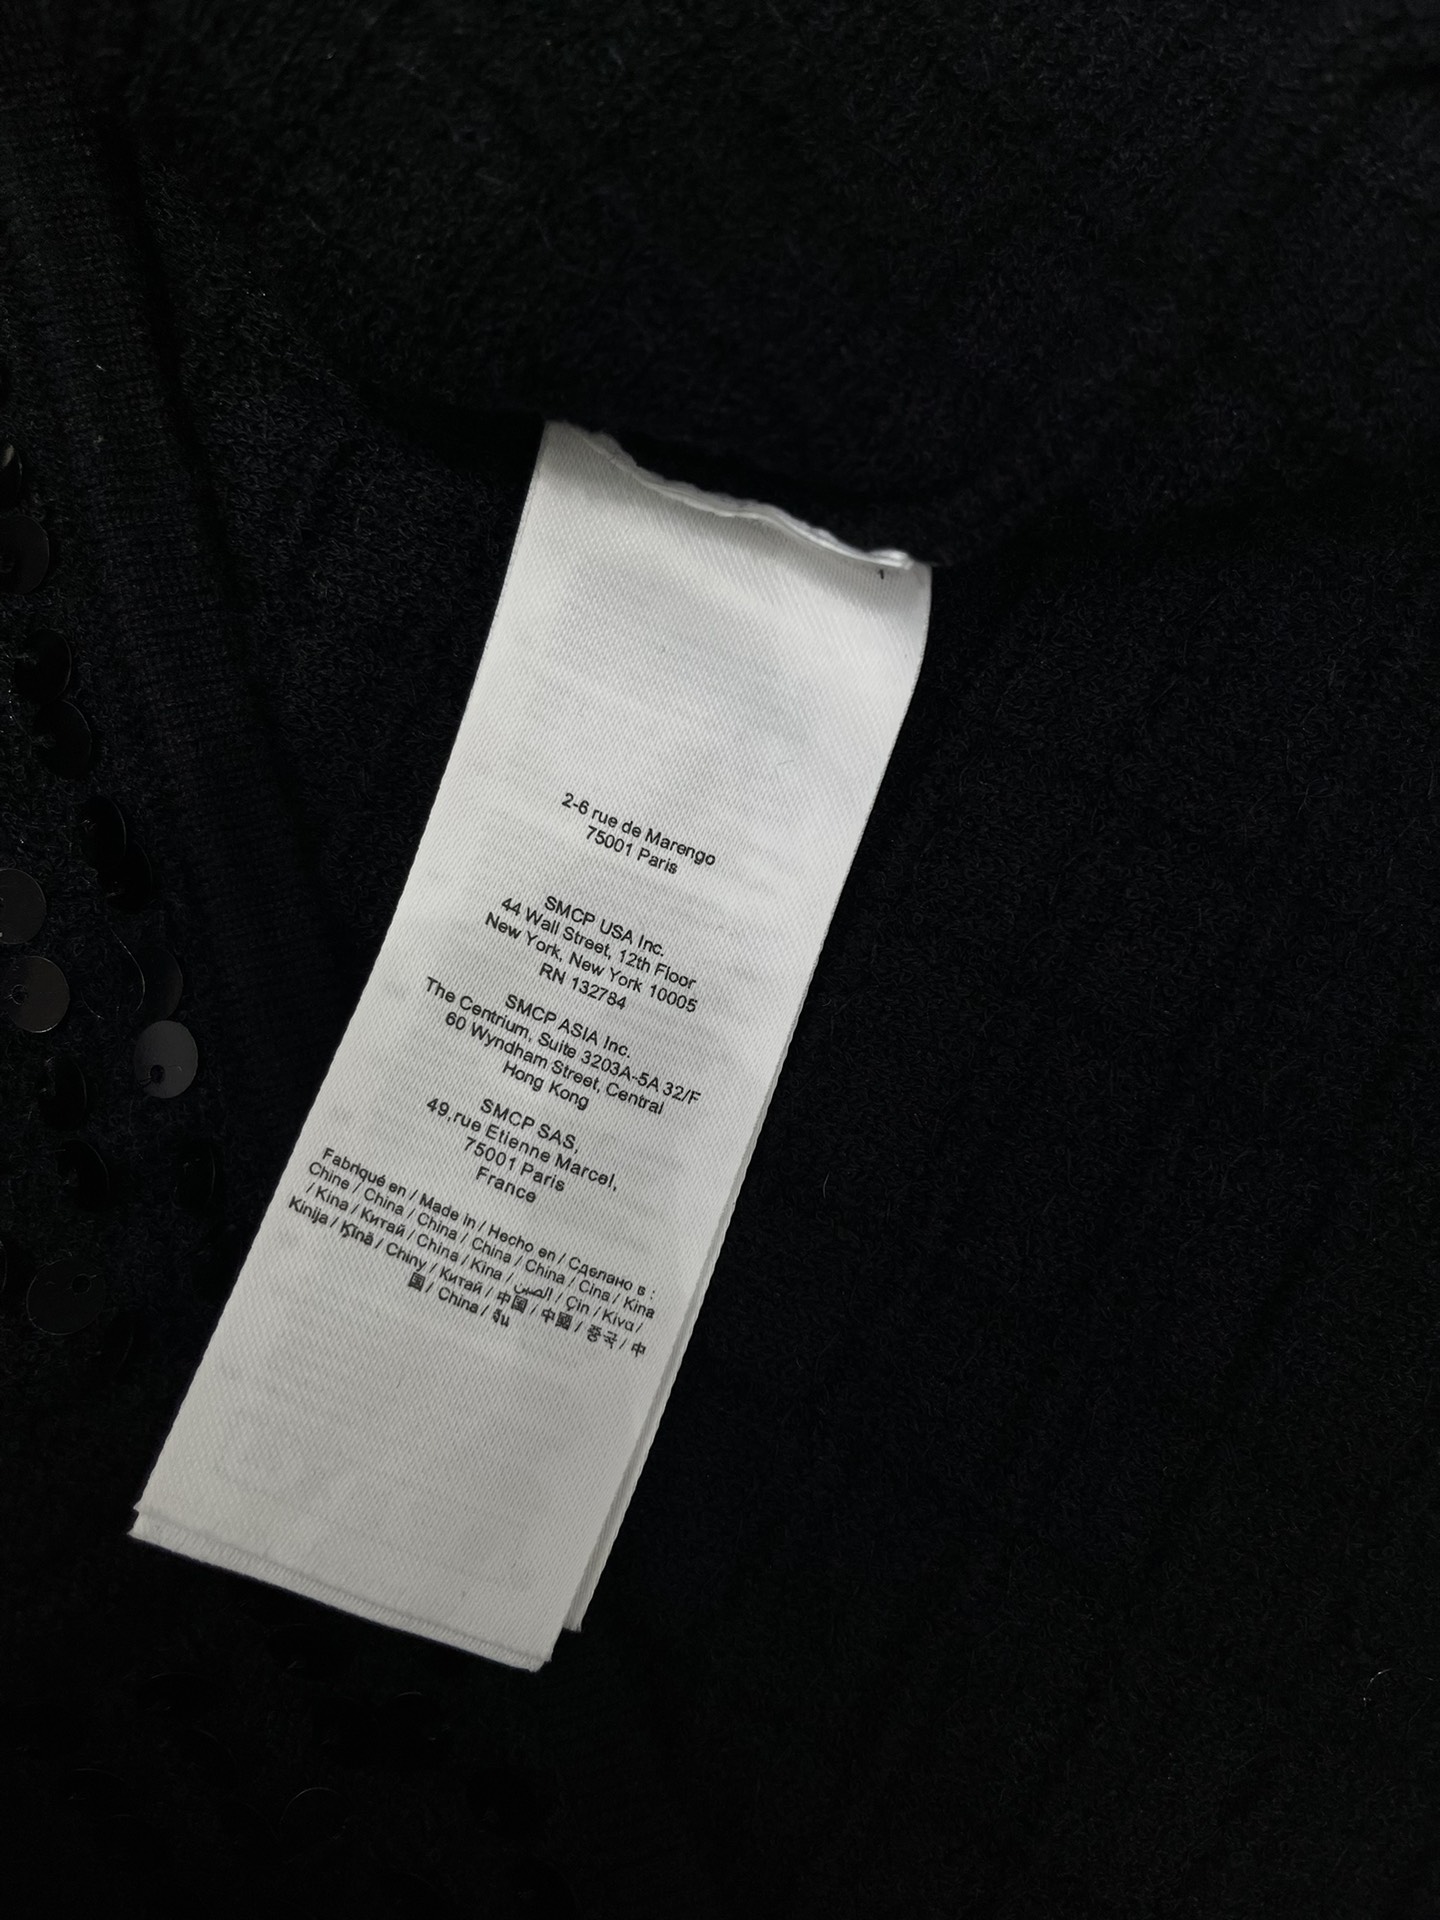 2-6 rue de Marengo
75001 Paris
SMCP USA Inc.
44 Wall Street, 12th Floor
New York, New York 10005
RN 132784
SMCP ASIA Inc.
The Centrium, Suite 3203A-5A 32/F
60 Wyndham Street, Central
Hong Kong
SMCP SAS,
49,rue Etienne Marcel,
75001 Paris
France
Fabriqué en / Made in / Hecho en / Сделано в :
Chine / China / China / China / China / Cina / Kina
/ Kina / Китай / China / Kina / الصين / Çin / Κίνα /
Kinija / Ķīnā / Chiny / Китай / 中国 / 中國 / 중국 / 中
国 / China / จีน